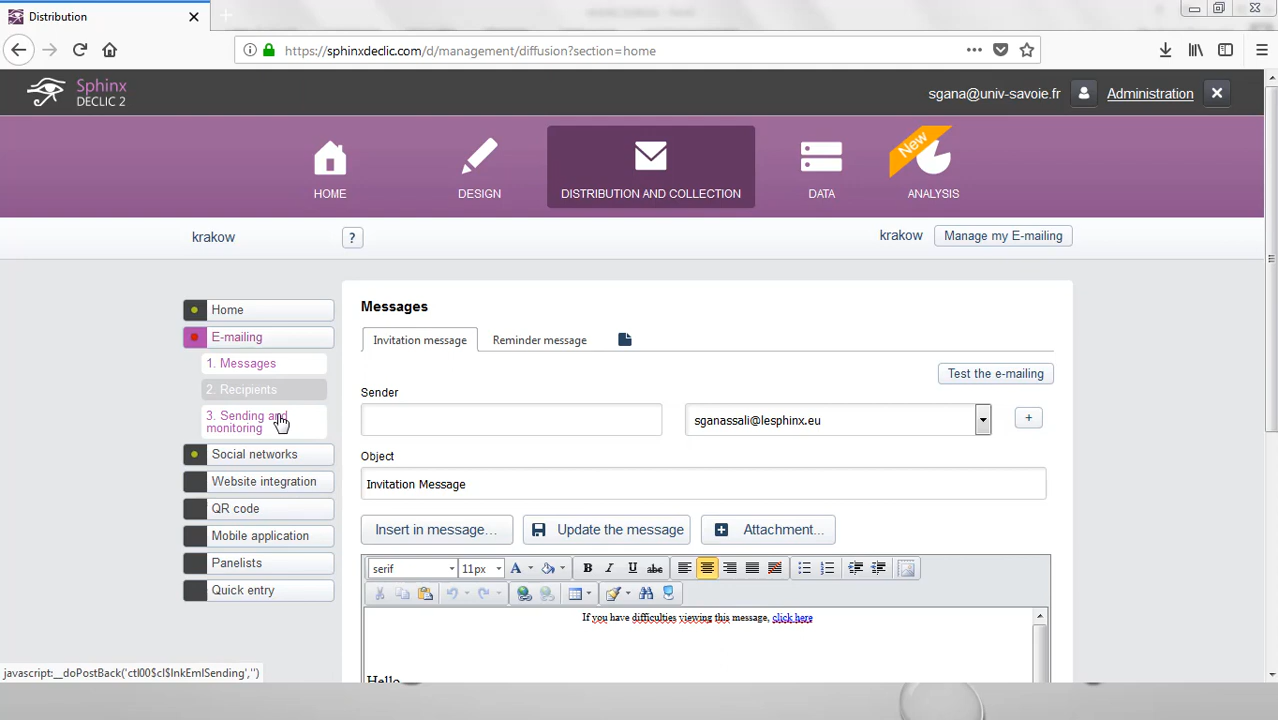 Distribution
https://sphinxdeclic.com/d/management/diffusion?section=home
Sphinx
DECLIC 2
sgana@univ-savoie.fr
Administration
HOME
DESIGN
DISTRIBUTION AND COLLECTION
DATA
New
ANALYSIS
krakow
?
krakow
Manage my E-mailing
Home
E-mailing
1. Messages
2. Recipients
3. Sending and
monitoring
Social networks
Website integration
QR code
Mobile application
Panelists
Quick entry
Messages
Invitation message
Reminder message
Test the e-mailing
Sender
sganassali@lesphinx.eu
+
Object
Invitation Message
Insert in message...
Update the message
Attachment...
serif
11px
A
B
I
U
abc
If you have difficulties viewing this message, click here
Hello
javascript:__doPostBack('ctl00$cl$lnkEmlSending','')